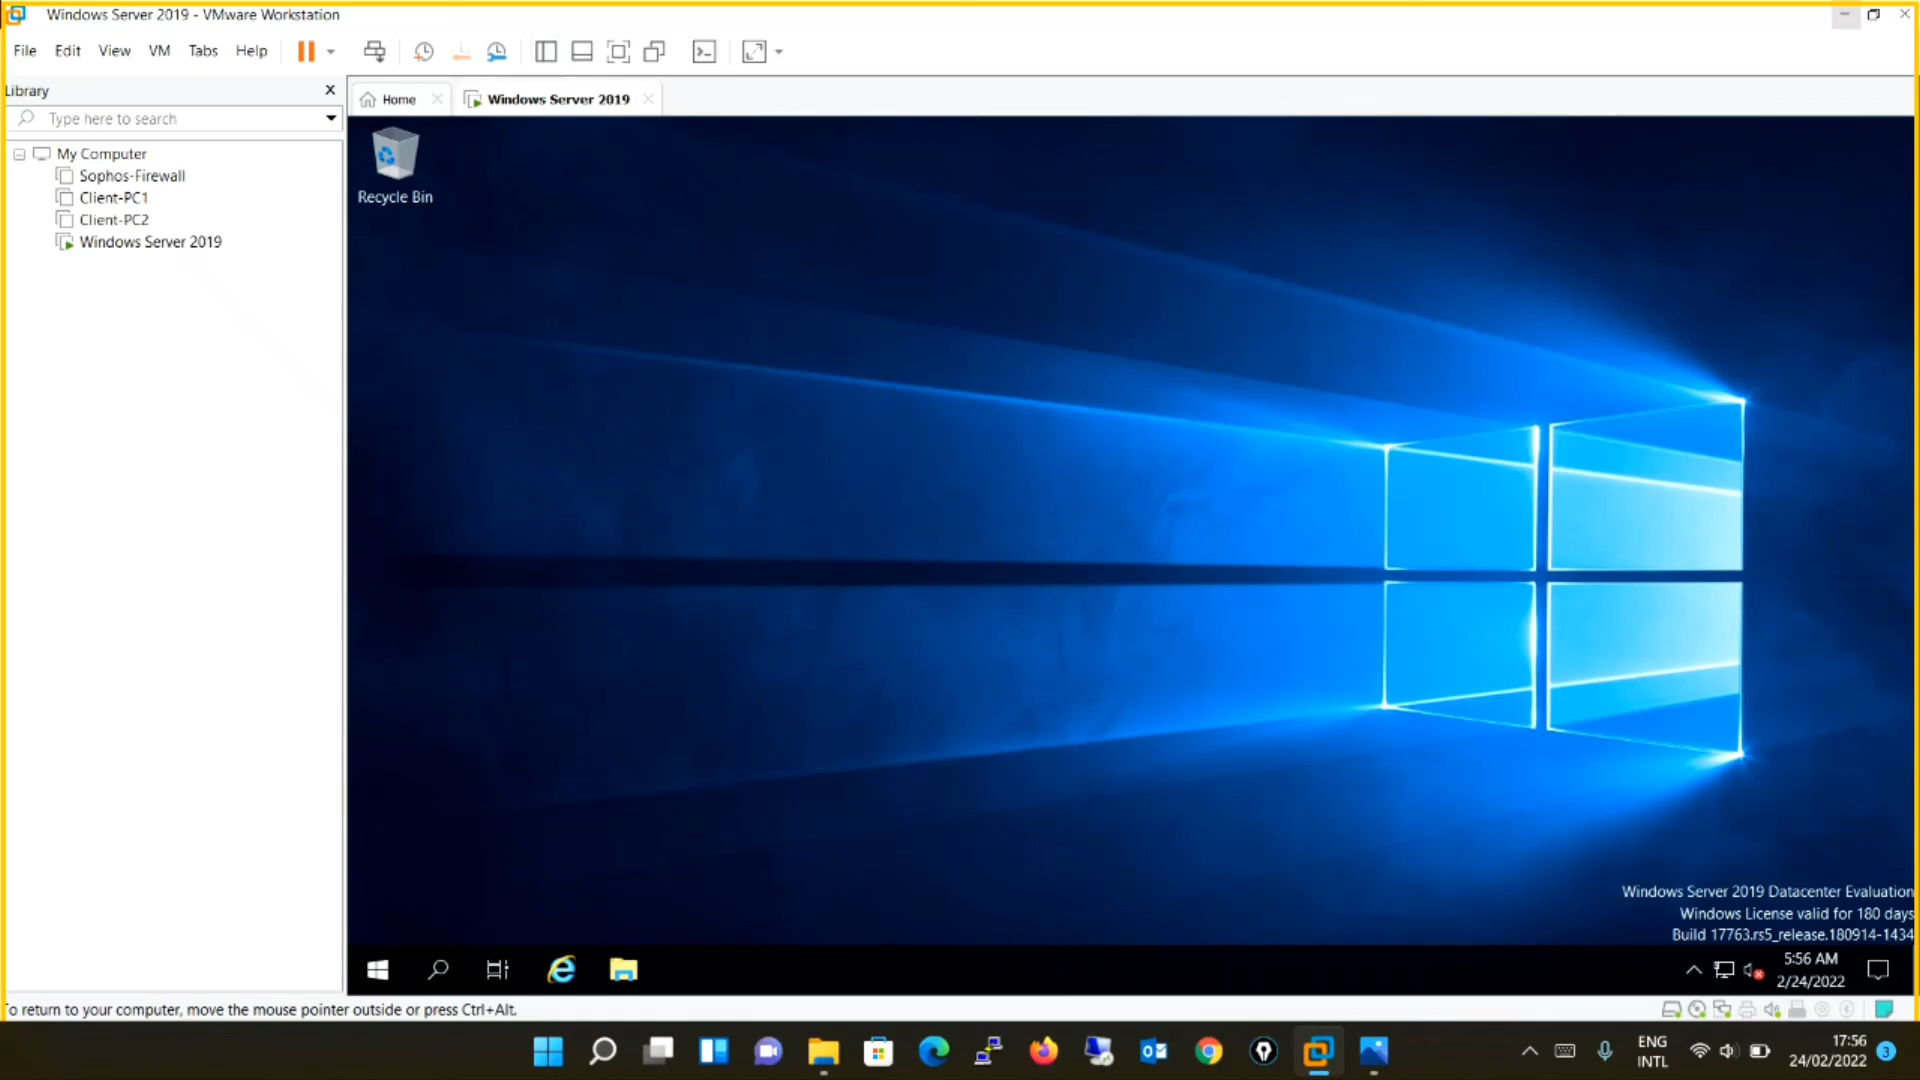 Windows Server 2019 - VMware Workstation
File Edit View VM Tabs Help
Library
Type here to search
My Computer
Sophos-Firewall
Client-PC1
Client-PC2
Windows Server 2019
Home
Windows Server 2019
Recycle Bin
Windows Server 2019 Datacenter Evaluation
Windows License valid for 180 days
Build 17763.rs5_release.180914-1434
5:56 AM
2/24/2022
To return to your computer, move the mouse pointer outside or press Ctrl+Alt.
ENG
INTL
17:56
24/02/2022
3